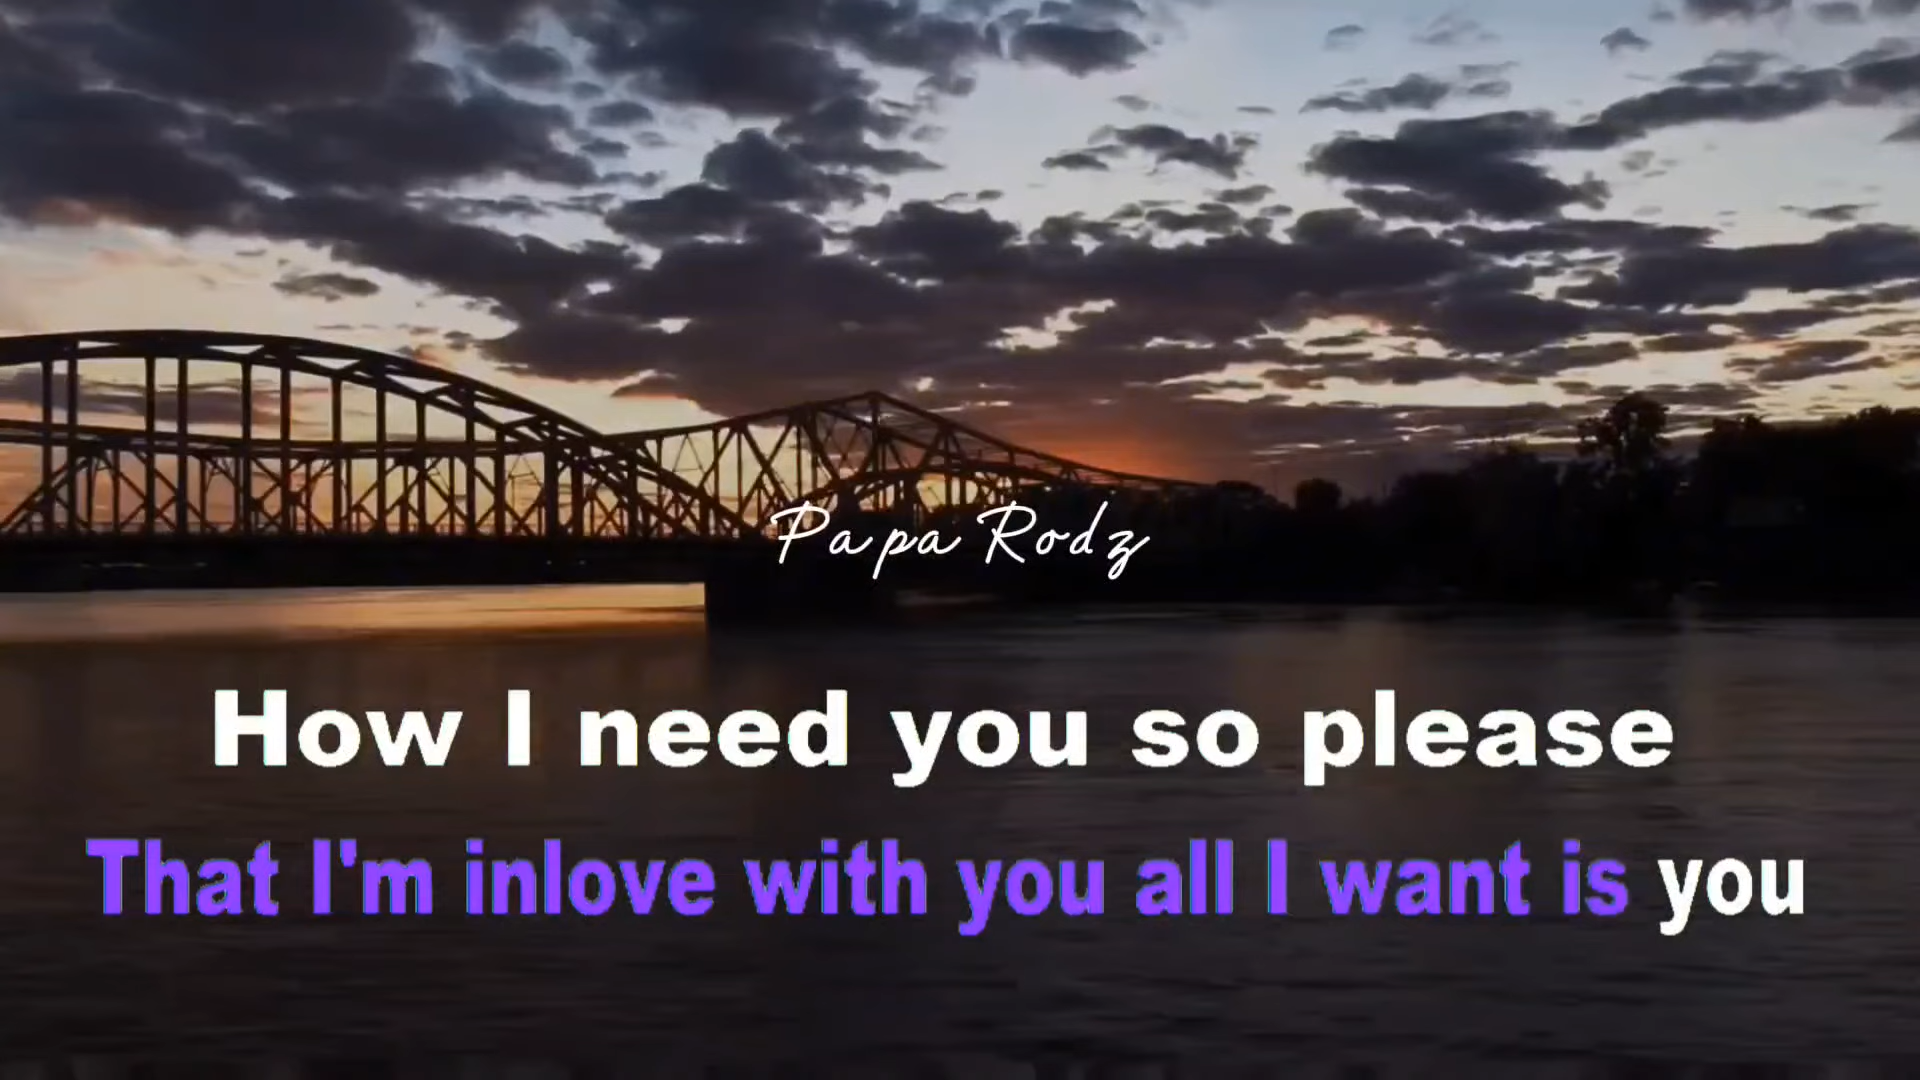 Papa Rodz
How I need you so please
That I'm inlove with you all I want is you